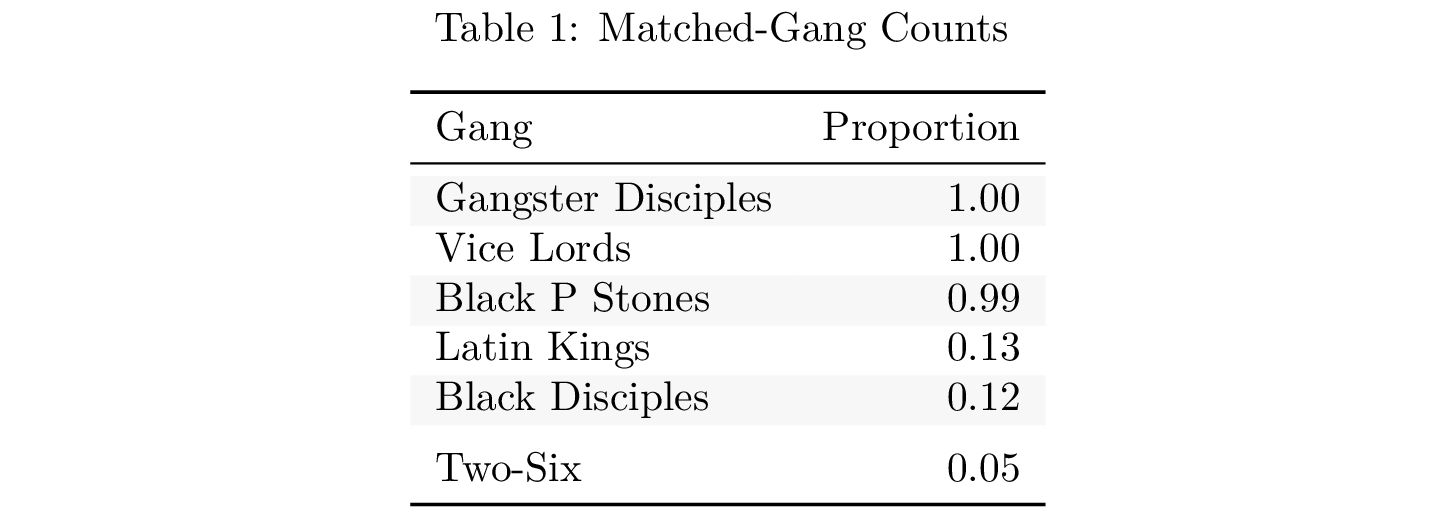 Table 1: Matched-Gang Counts
Gang Proportion
Gangster Disciples 1.00
Vice Lords 1.00
Black P Stones 0.99
Latin Kings 0.13
Black Disciples 0.12
Two-Six 0.05